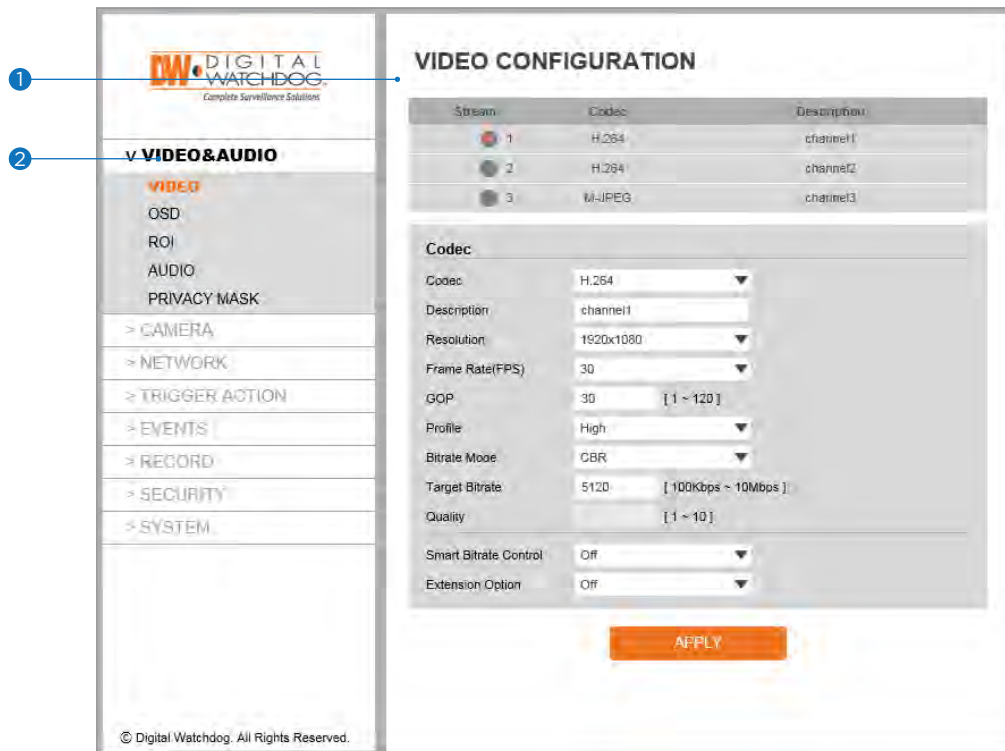 1
2
DW DIGITAL
WATCHDOG
Complete Surveillance Solutions
v VIDEO&AUDIO
VIDEO
OSD
ROI
AUDIO
PRIVACY MASK
> CAMERA
> NETWORK
> TRIGGER ACTION
> EVENTS
> RECORD
> SECURITY
> SYSTEM
© Digital Watchdog. All Rights Reserved.
VIDEO CONFIGURATION
Stream Codec Description
1 H.264 channel1
2 H.264 channel2
3 M-JPEG channel3
Codec
Codec H.264
Description channel1
Resolution 1920x1080
Frame Rate(FPS) 30
GOP 30 [ 1 ~ 120 ]
Profile High
Bitrate Mode CBR
Target Bitrate 5120 [ 100Kbps ~ 10Mbps ]
Quality [ 1 ~ 10 ]
Smart Bitrate Control Off
Extension Option Off
APPLY